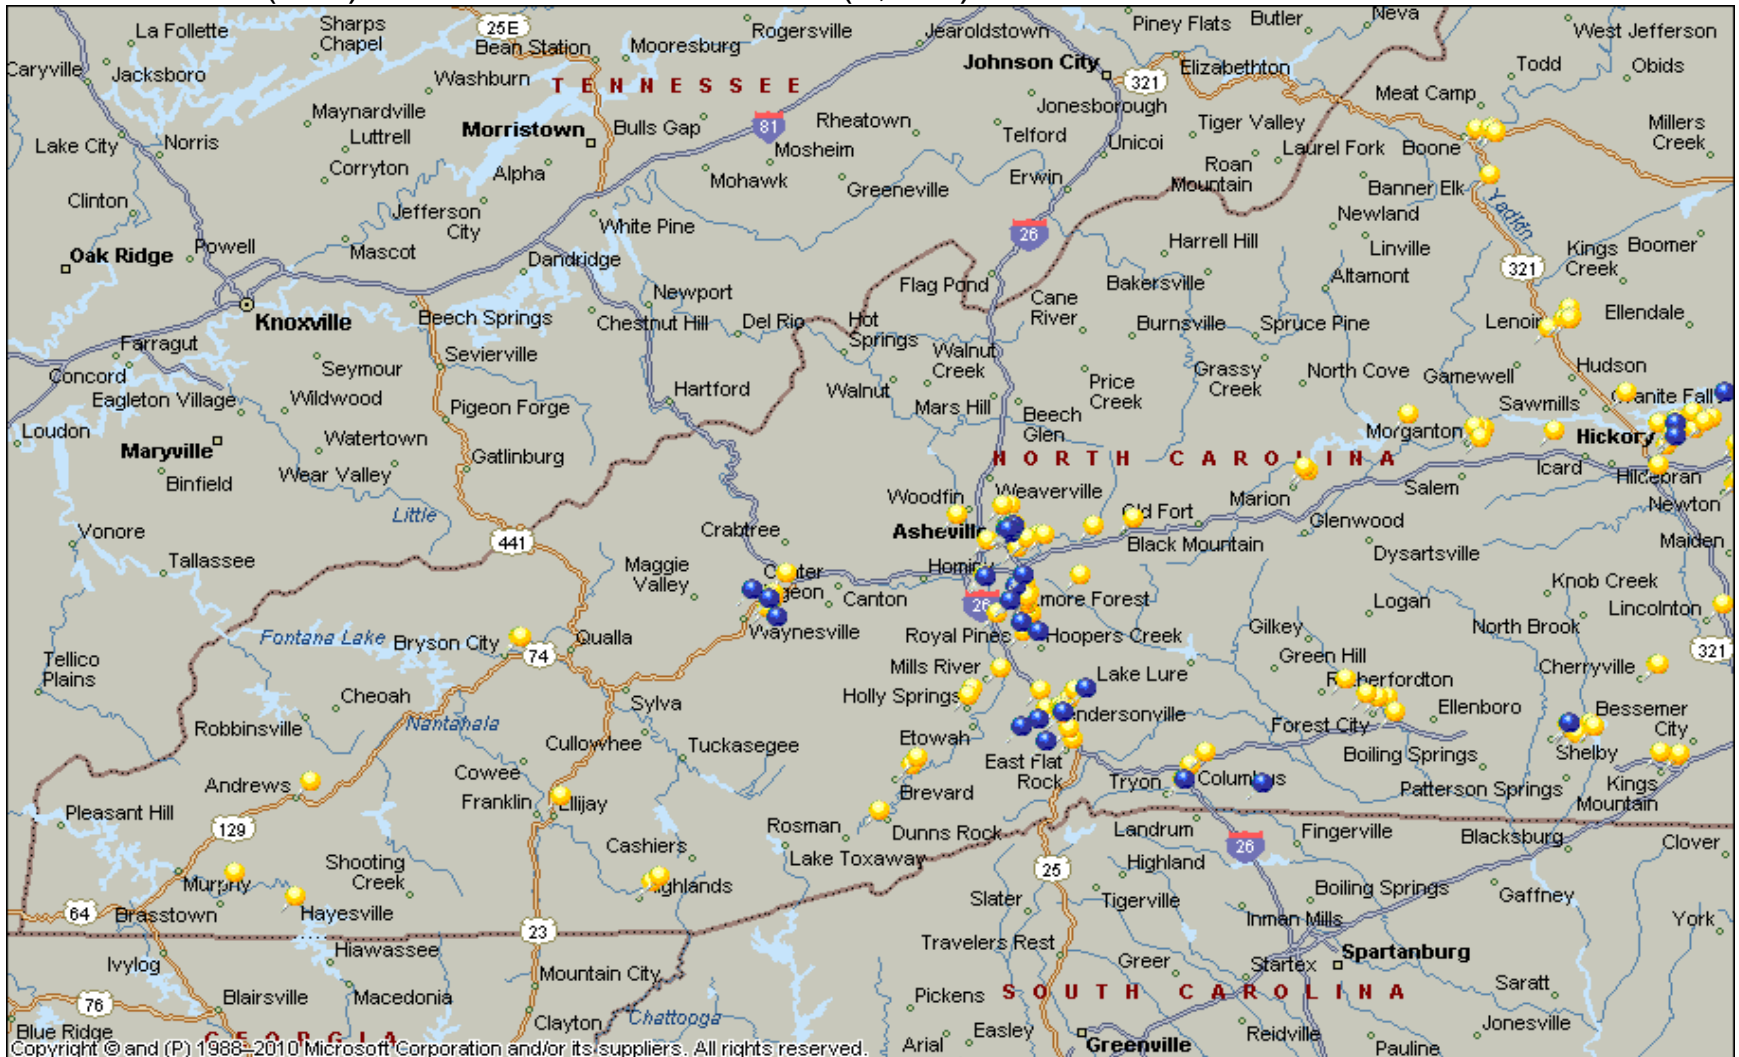 25E
La Follette
Sharps
Chapel
Rogersville
Jearoldstown
Piney Flats
Butler
Neva
West Jefferson
Bean Station
Mooresburg
Caryville
Jacksboro
Washburn
TENNESSEE
Johnson City
321
Elizabethton
Todd
Obids
Maynardville
Jonesborough
Meat Camp
Lake City
Norris
Luttrell
Morristown
Bulls Gap
81
Rheatown
Telford
Tiger Valley
Millers
Creek
Corryton
Alpha
Mosheim
Unicoi
Laurel Fork
Boone
Clinton
Jefferson
City
Mohawk
Greeneville
Erwin
Roan
Mountain
Banner Elk
Yadkin
Oak Ridge
Powell
Mascot
White Pine
26
Newland
Harrell Hill
Linville
Kings
Creek
Boomer
Dandridge
Flag Pond
Bakersville
Altamont
321
Knoxville
Beech Springs
Newport
Chestnut Hill
Del Rio
Hot
Springs
Cane
River
Burnsville
Spruce Pine
Lenoir
Ellendale
Farragut
Concord
Seymour
Sevierville
Walnut
Creek
Hudson
Eagleton Village
Wildwood
Pigeon Forge
Hartford
Walnut
Mars Hill
Price
Creek
Grassy
Creek
North Cove
Gamewell
Sawmills
Loudon
Maryville
Watertown
Beech
Glen
Morganton
Hickory
Binfield
Wear Valley
Gatlinburg
NORTH CAROLINA
Icard
Hildebran
Little
Woodfin
Weaverville
Marion
Salem
Newton
Vonore
441
Crabtree
Asheville
Old Fort
Glenwood
Maiden
Tallassee
Maggie
Valley
Hominy
Black Mountain
Dysartsville
Canton
26
Logan
Knob Creek
Lincolnton
Fontana Lake
Bryson City
74
Qualla
Waynesville
Royal Pines
Hoopers Creek
Gilkey
North Brook
321
Tellico
Plains
Cheoah
Mills River
Lake Lure
Green Hill
Cherryville
Robbinsville
Nantahala
Sylva
Holly Springs
Ellenboro
Bessemer
City
Cullowhee
Tuckasegee
Etowah
Forest City
Shelby
Andrews
Cowee
East Flat
Rock
Boiling Springs
Pleasant Hill
Franklin
Ellijay
Brevard
Tryon
Columbus
Patterson Springs
Kings
Mountain
129
Rosman
Dunns Rock
Landrum
Fingerville
Blacksburg
Clover
Shooting
Creek
Cashiers
Lake Toxaway
25
Highland
26
Murphy
Boiling Springs
Gaffney
64
Brasstown
Hayesville
Slater
Tigerville
Inman Mills
York
23
Hiawassee
Travelers Rest
Spartanburg
Ivylog
Mountain City
Greer
Startex
Saratt
76
Blairsville
Macedonia
Pickens
SOUTH CAROLINA
Blue Ridge
GEORGIA
Clayton
Chattooga
Easley
Arial
Greenville
Reidville
Jonesville
Pauline
Copyright © and (P) 1988–2010 Microsoft Corporation and/or its suppliers. All rights reserved.